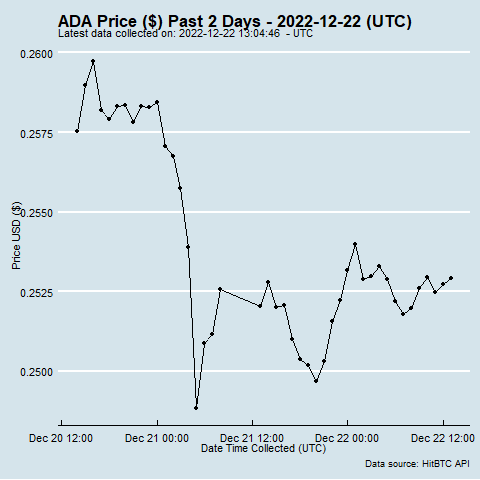 ADA Price ($) Past 2 Days - 2022-12-22 (UTC)
Latest data collected on: 2022-12-22 13:04:46  - UTC
0.2600
0.2575
0.2550
0.2525
0.2500
Price USD ($)
Dec 20 12:00
Dec 21 00:00
Dec 21 12:00
Dec 22 00:00
Dec 22 12:00
Date Time Collected (UTC)
Data source: HitBTC API